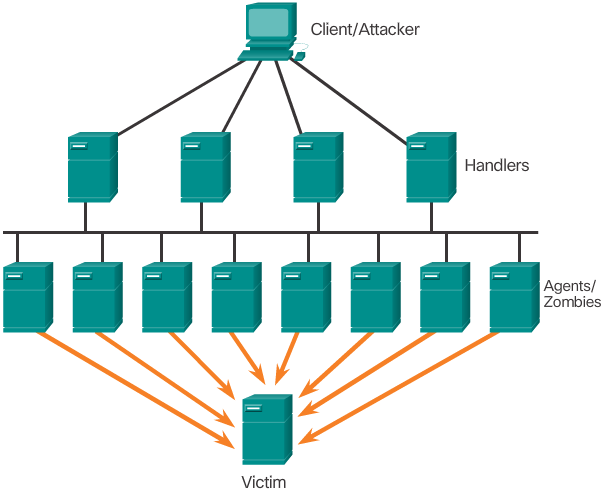 Client/Attacker
Handlers
Agents/
Zombies
Victim